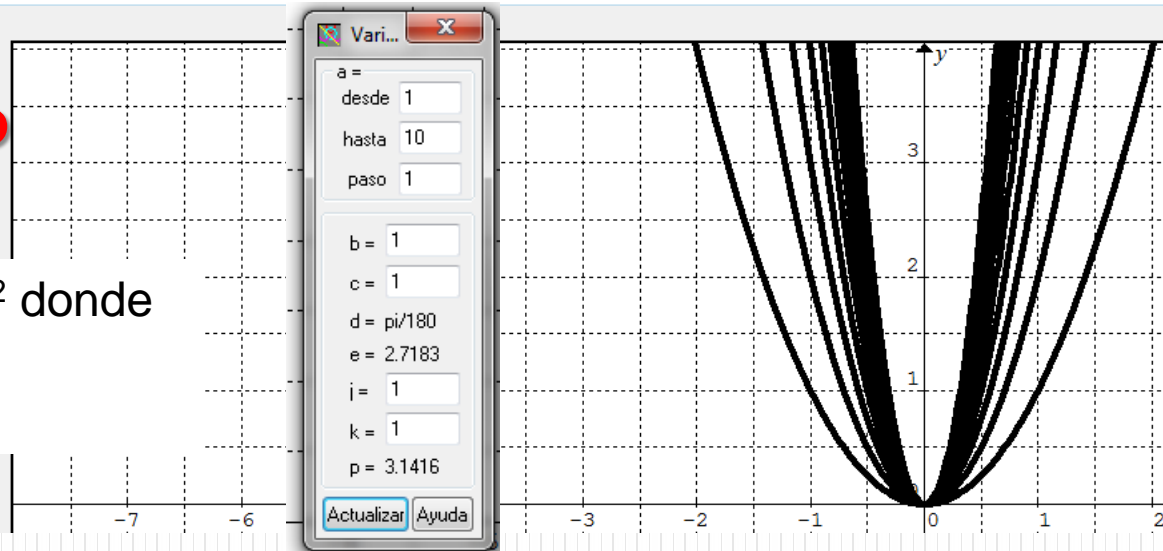 Vari...
a =
desde 1
hasta 10
paso 1
b = 1
c = 1
d = pi/180
e = 2.7183
j = 1
k = 1
p = 3.1416
Actualizar Ayuda
² donde
y
3
2
1
-7 -6 -3 -2 -1 0 1 2